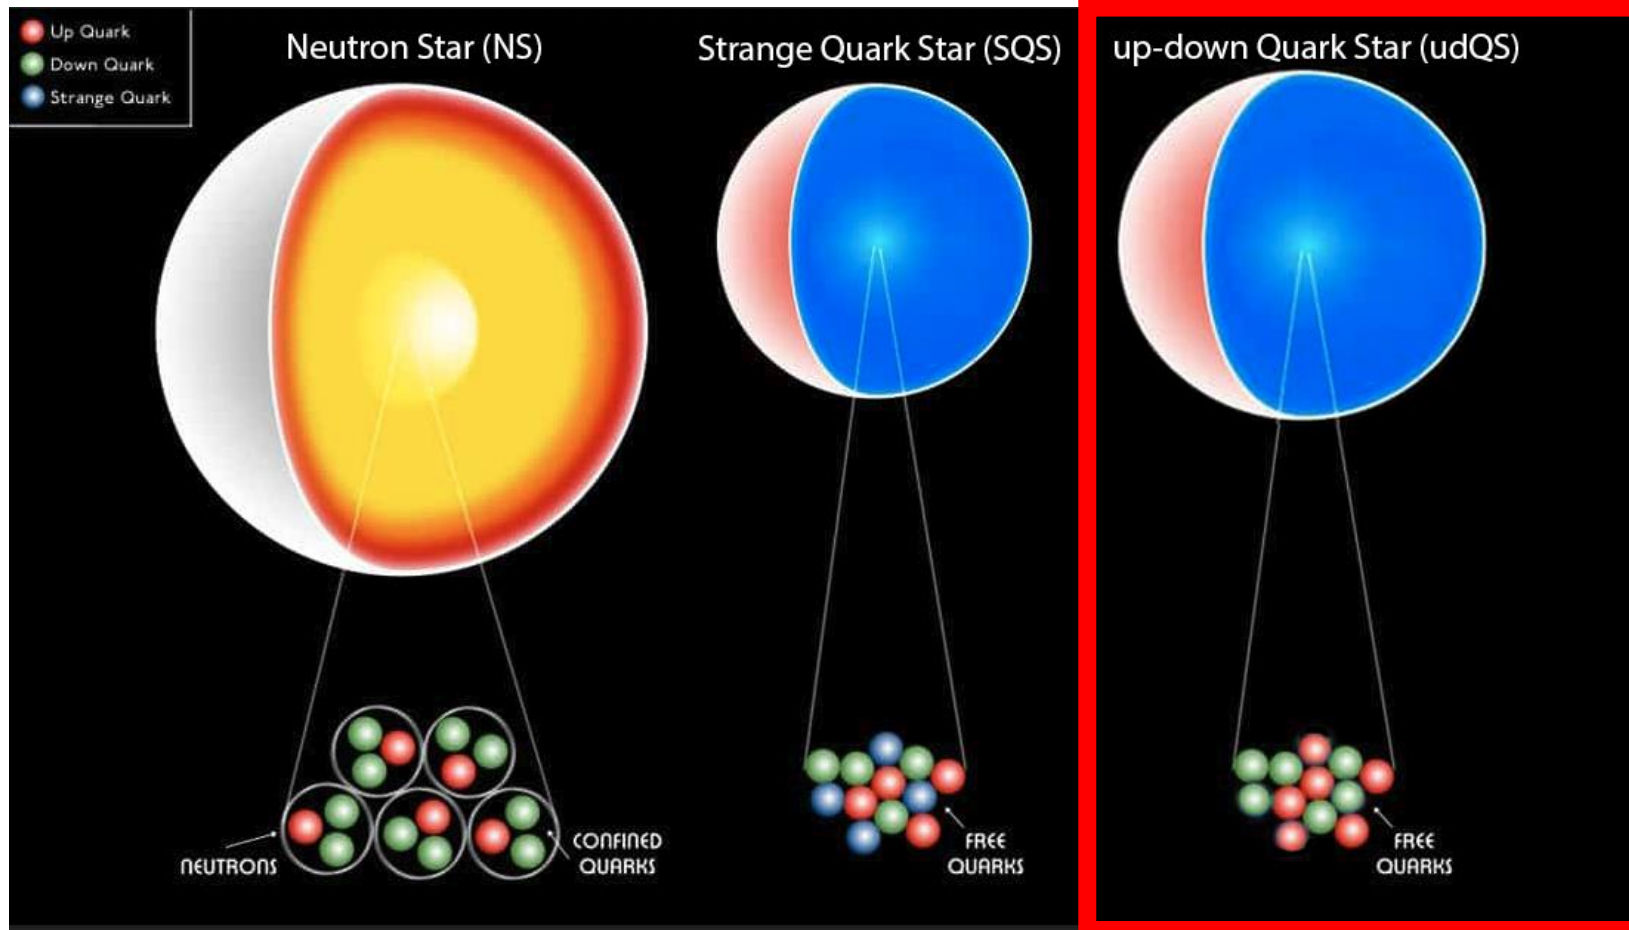 Up Quark
Down Quark
Strange Quark
Neutron Star (NS)
Strange Quark Star (SQS)
up-down Quark Star (udQS)
NEUTRONS
CONFINED
QUARKS
FREE
QUARKS
FREE
QUARKS